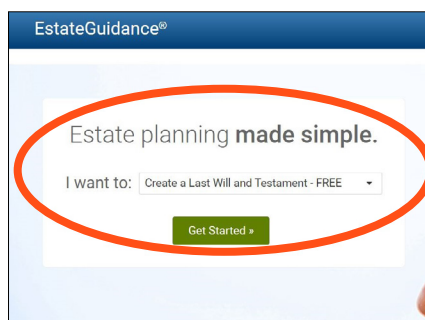 EstateGuidance®
Estate planning made simple.
I want to: Create a Last Will and Testament - FREE
Get Started »